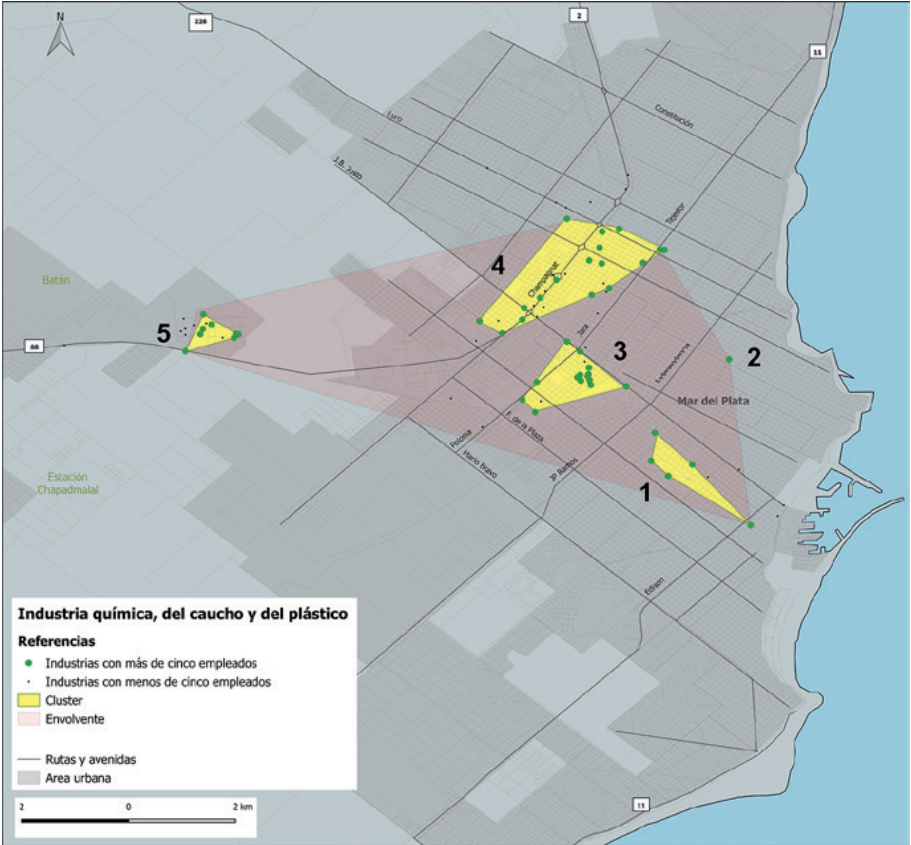 N
226
2
11
Constitución
Luro
J.B. Justo
Tejedor
4
Champagnat
Batán
5
88
Jara
3
Independencia
2
Mar del Plata
F. de la Plaza
Polonia
Mario Bravo
JP Ramos
Estación
Chapadmalal
1
Edison
Industria química, del caucho y del plástico
Referencias
Industrias con más de cinco empleados
Industrias con menos de cinco empleados
Cluster
Envolvente
Rutas y avenidas
Area urbana
2 0 2 km
11